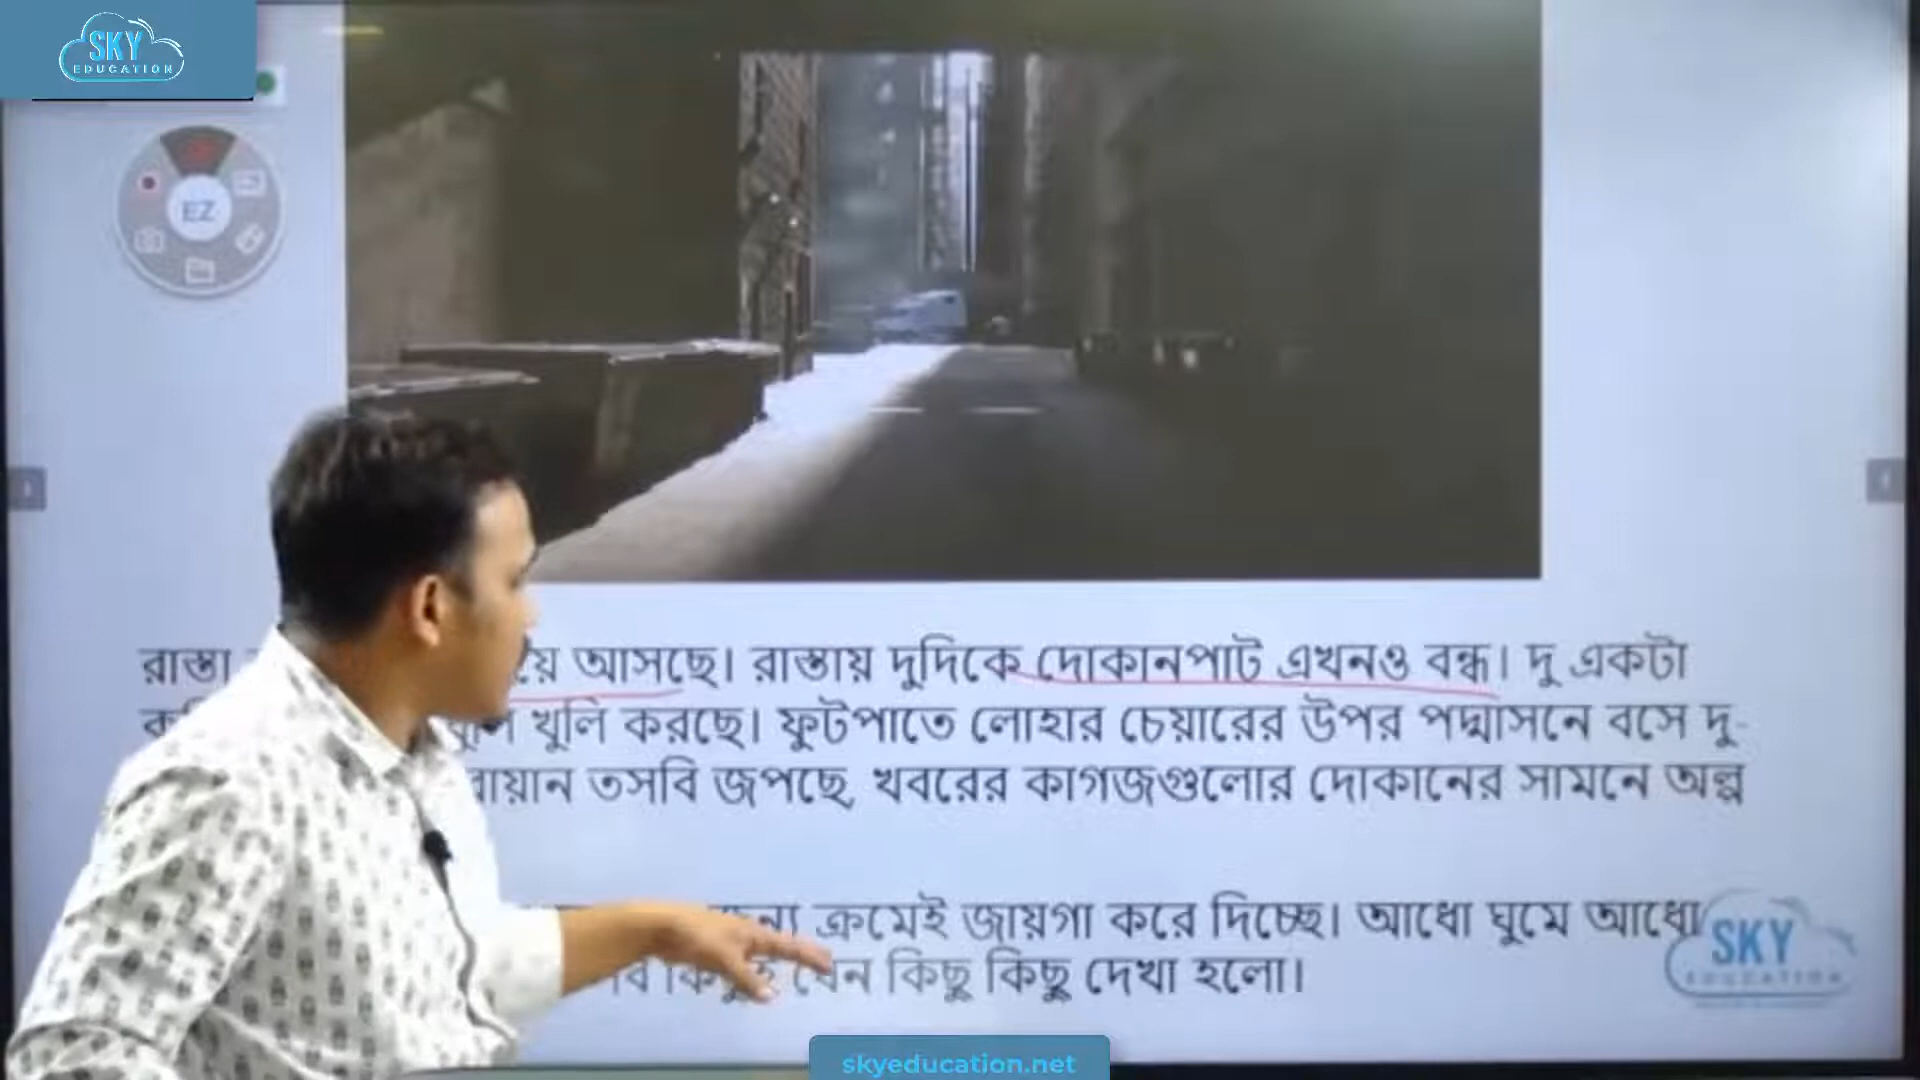 SKY
EDUCATION
EZ
রাস্তা য়ে আসছে। রাস্তায় দুদিকে দোকানপাট এখনও বন্ধ। দু একটা
খুলি করছে। ফুটপাতে লোহার চেয়ারের উপর পদ্মাসনে বসে দু-
রোয়ান তসবি জপছে, খবরের কাগজগুলোর দোকানের সামনে অল্প
ক্রমেই জায়গা করে দিচ্ছে। আধো ঘুমে আধো
যেন কিছু কিছু দেখা হলো।
SKY
EDUCATION
skyeducation.net